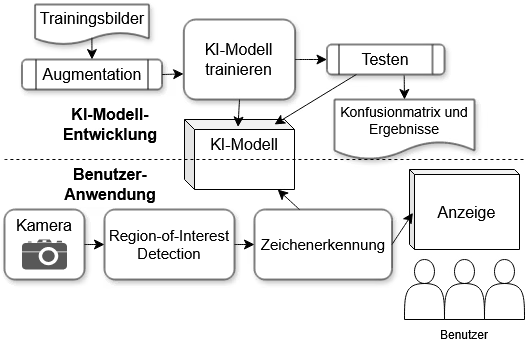 Trainingsbilder
Augmentation
KI-Modell
trainieren
Testen
Konfusionmatrix und
Ergebnisse
KI-Modell-
Entwicklung
KI-Modell
Benutzer-
Anwendung
Kamera
Region-of-Interest
Detection
Zeichenerkennung
Anzeige
Benutzer